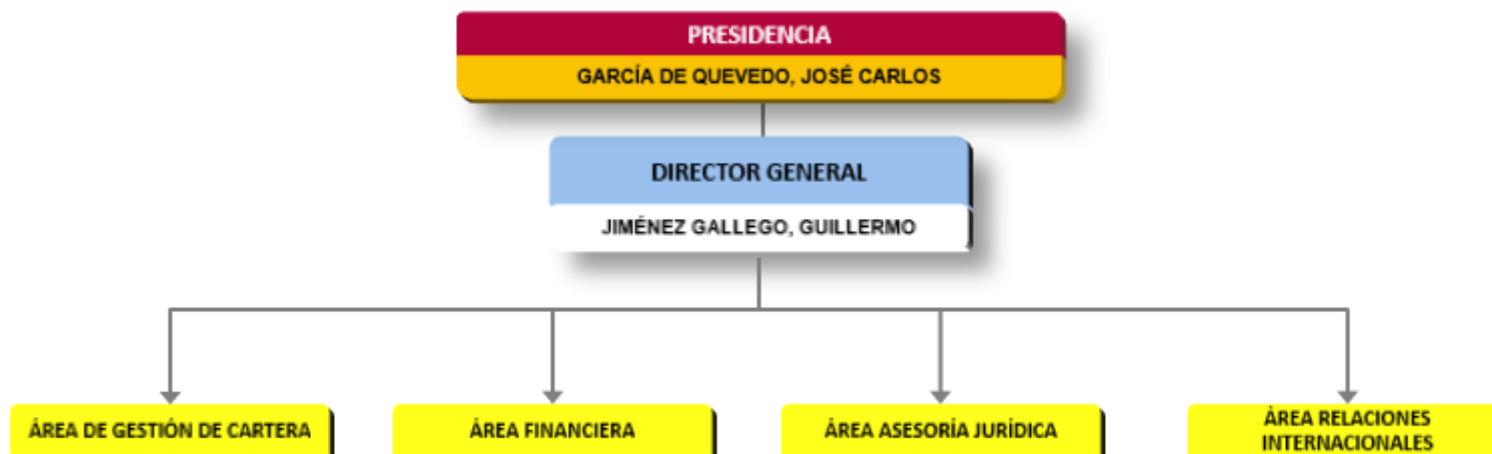 PRESIDENCIA
GARCÍA DE QUEVEDO, JOSÉ CARLOS
DIRECTOR GENERAL
JIMÉNEZ GALLEGO, GUILLERMO
ÁREA DE GESTIÓN DE CARTERA
ÁREA FINANCIERA
ÁREA ASESORÍA JURÍDICA
ÁREA RELACIONES
INTERNACIONALES